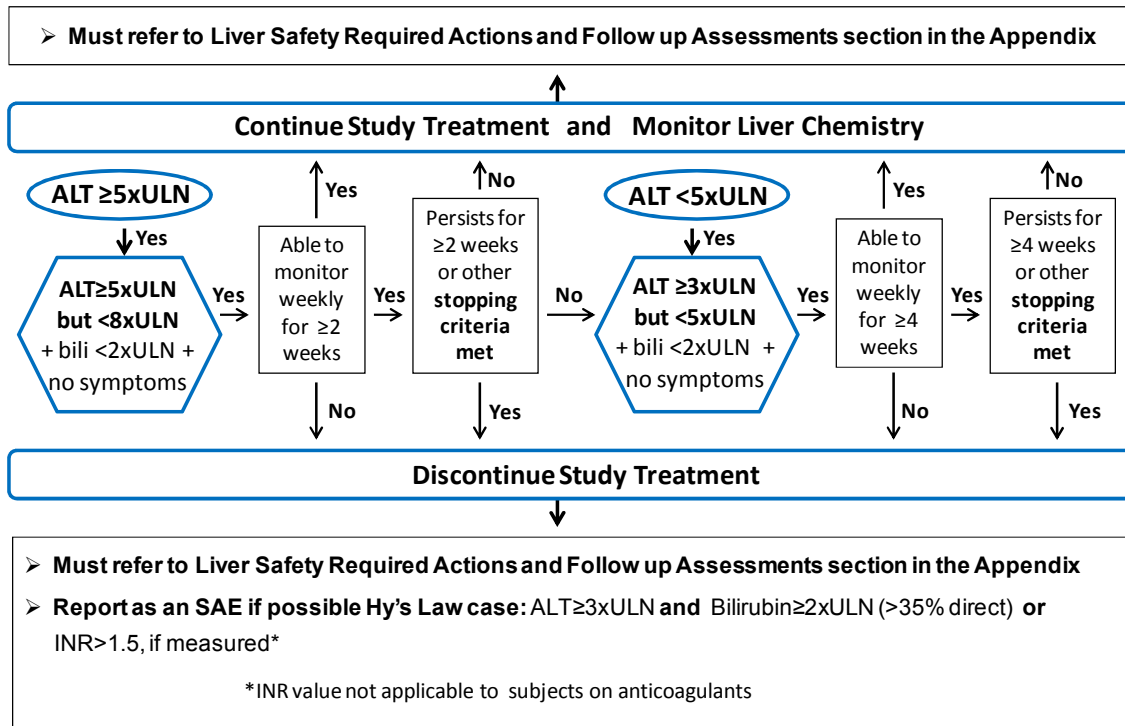 ➢ Must refer to Liver Safety Required Actions and Follow up Assessments section in the Appendix
Continue Study Treatment and Monitor Liver Chemistry
ALT ≥5xULN
Yes
ALT≥5xULN
but <8xULN
+ bili <2xULN +
no symptoms
Yes
Yes
Able to
monitor
weekly
for ≥2
weeks
No
Yes
No
Persists for
≥2 weeks
or other
stopping
criteria
met
Yes
No
ALT <5xULN
Yes
ALT ≥3xULN
but <5xULN
+ bili <2xULN +
no symptoms
Yes
Yes
Able to
monitor
weekly
for ≥4
weeks
No
Yes
No
Persists for
≥4 weeks
or other
stopping
criteria
met
Yes
Discontinue Study Treatment
➢ Must refer to Liver Safety Required Actions and Follow up Assessments section in the Appendix
➢ Report as an SAE if possible Hy's Law case: ALT≥3xULN and Bilirubin≥2xULN (>35% direct) or
INR>1.5, if measured*
*INR value not applicable to subjects on anticoagulants